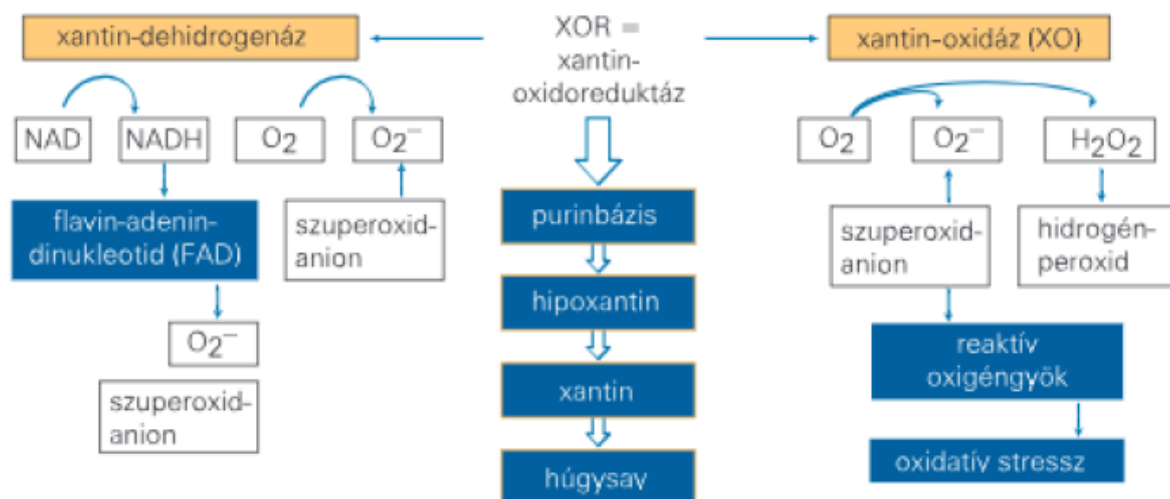 xantin-dehidrogenáz
XOR =
xantin-
oxidoreduktáz
xantin-oxidáz (XO)
NAD
NADH
O2
O2−
O2
O2−
H2O2
flavin-adenin-
dinukleotid (FAD)
szuperoxid-
anion
purinbázis
szuperoxid-
anion
hidrogén-
peroxid
hipoxantin
O2−
reaktív
oxigéngyök
szuperoxid-
anion
xantin
húgysav
oxidatív stressz